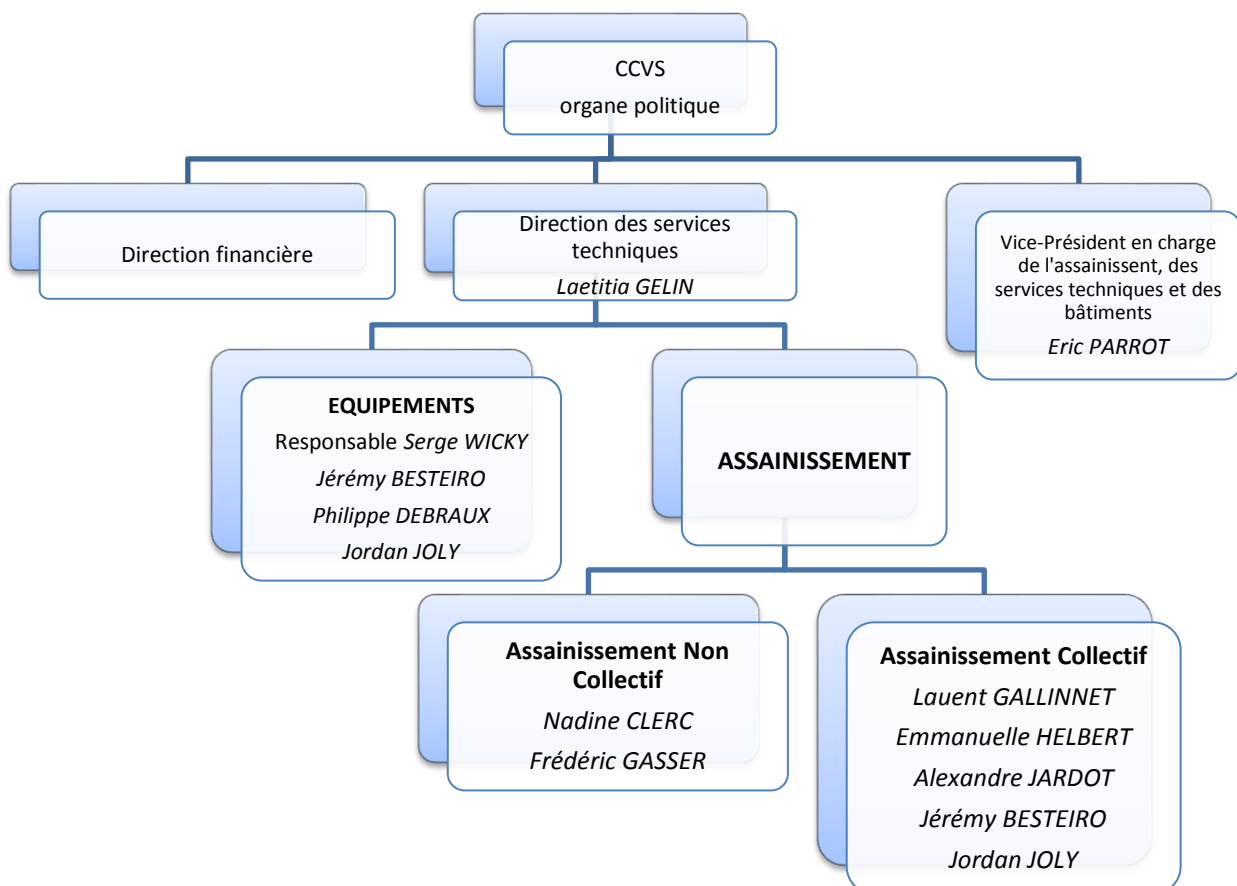 CCVS
organe politique
Direction financière
Direction des services
techniques
Laetitia GELIN
Vice-Président en charge
de l'assainissent, des
services techniques et des
bâtiments
Eric PARROT
EQUIPEMENTS
Responsable Serge WICKY
Jérémy BESTEIRO
Philippe DEBRAUX
Jordan JOLY
ASSAINISSEMENT
Assainissement Non
Collectif
Nadine CLERC
Frédéric GASSER
Assainissement Collectif
Lauent GALLINNET
Emmanuelle HELBERT
Alexandre JARDOT
Jérémy BESTEIRO
Jordan JOLY